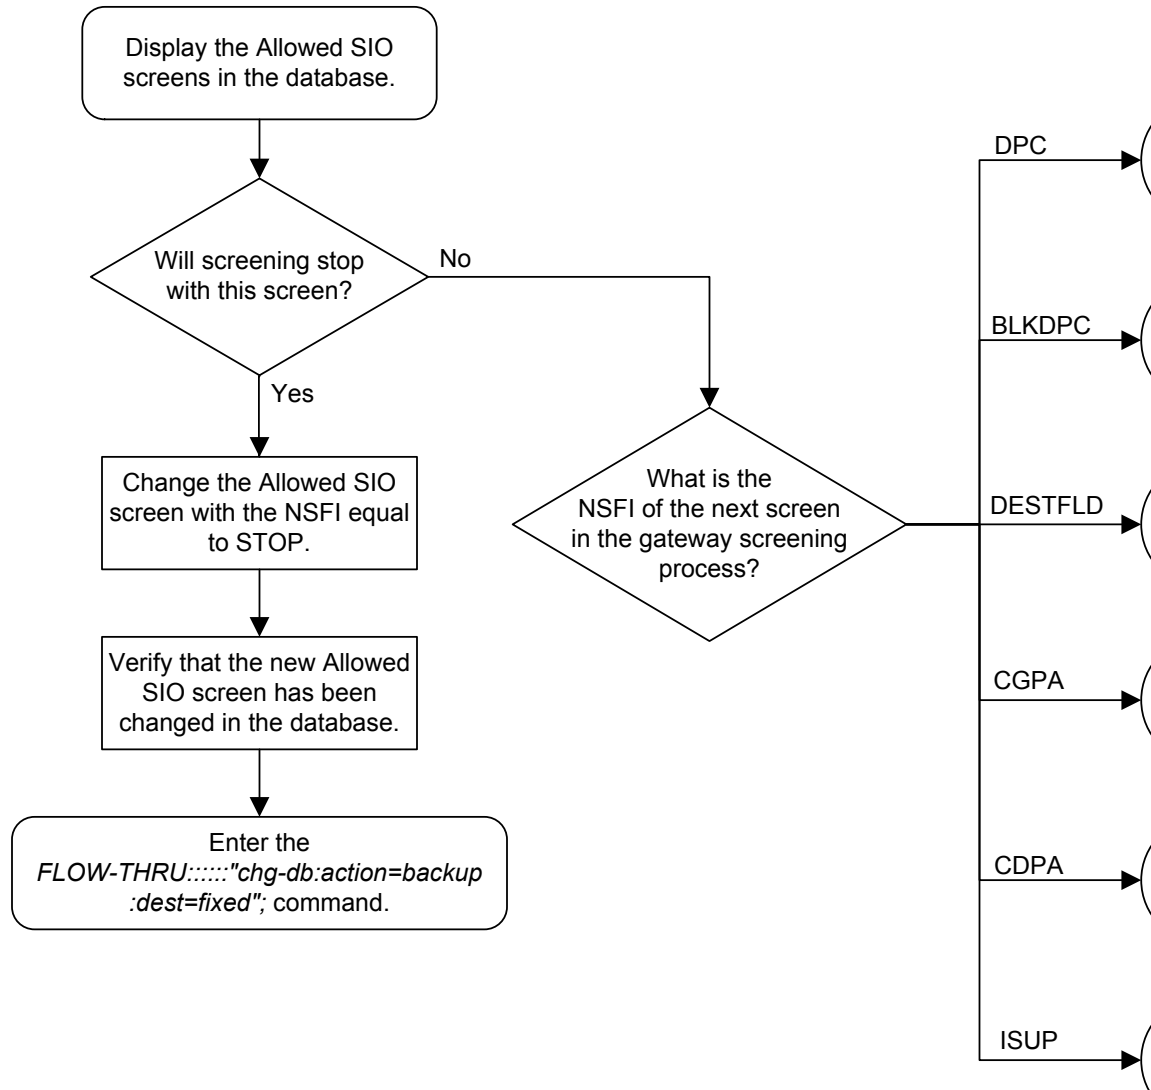 Display the Allowed SIO
screens in the database.
Will screening stop
with this screen?
No
Yes
Change the Allowed SIO
screen with the NSFI equal
to STOP.
Verify that the new Allowed
SIO screen has been
changed in the database.
Enter the
FLOW-THRU::::::"chg-db:action=backup
:dest=fixed"; command.
What is the
NSFI of the next screen
in the gateway screening
process?
DPC
BLKDPC
DESTFLD
CGPA
CDPA
ISUP